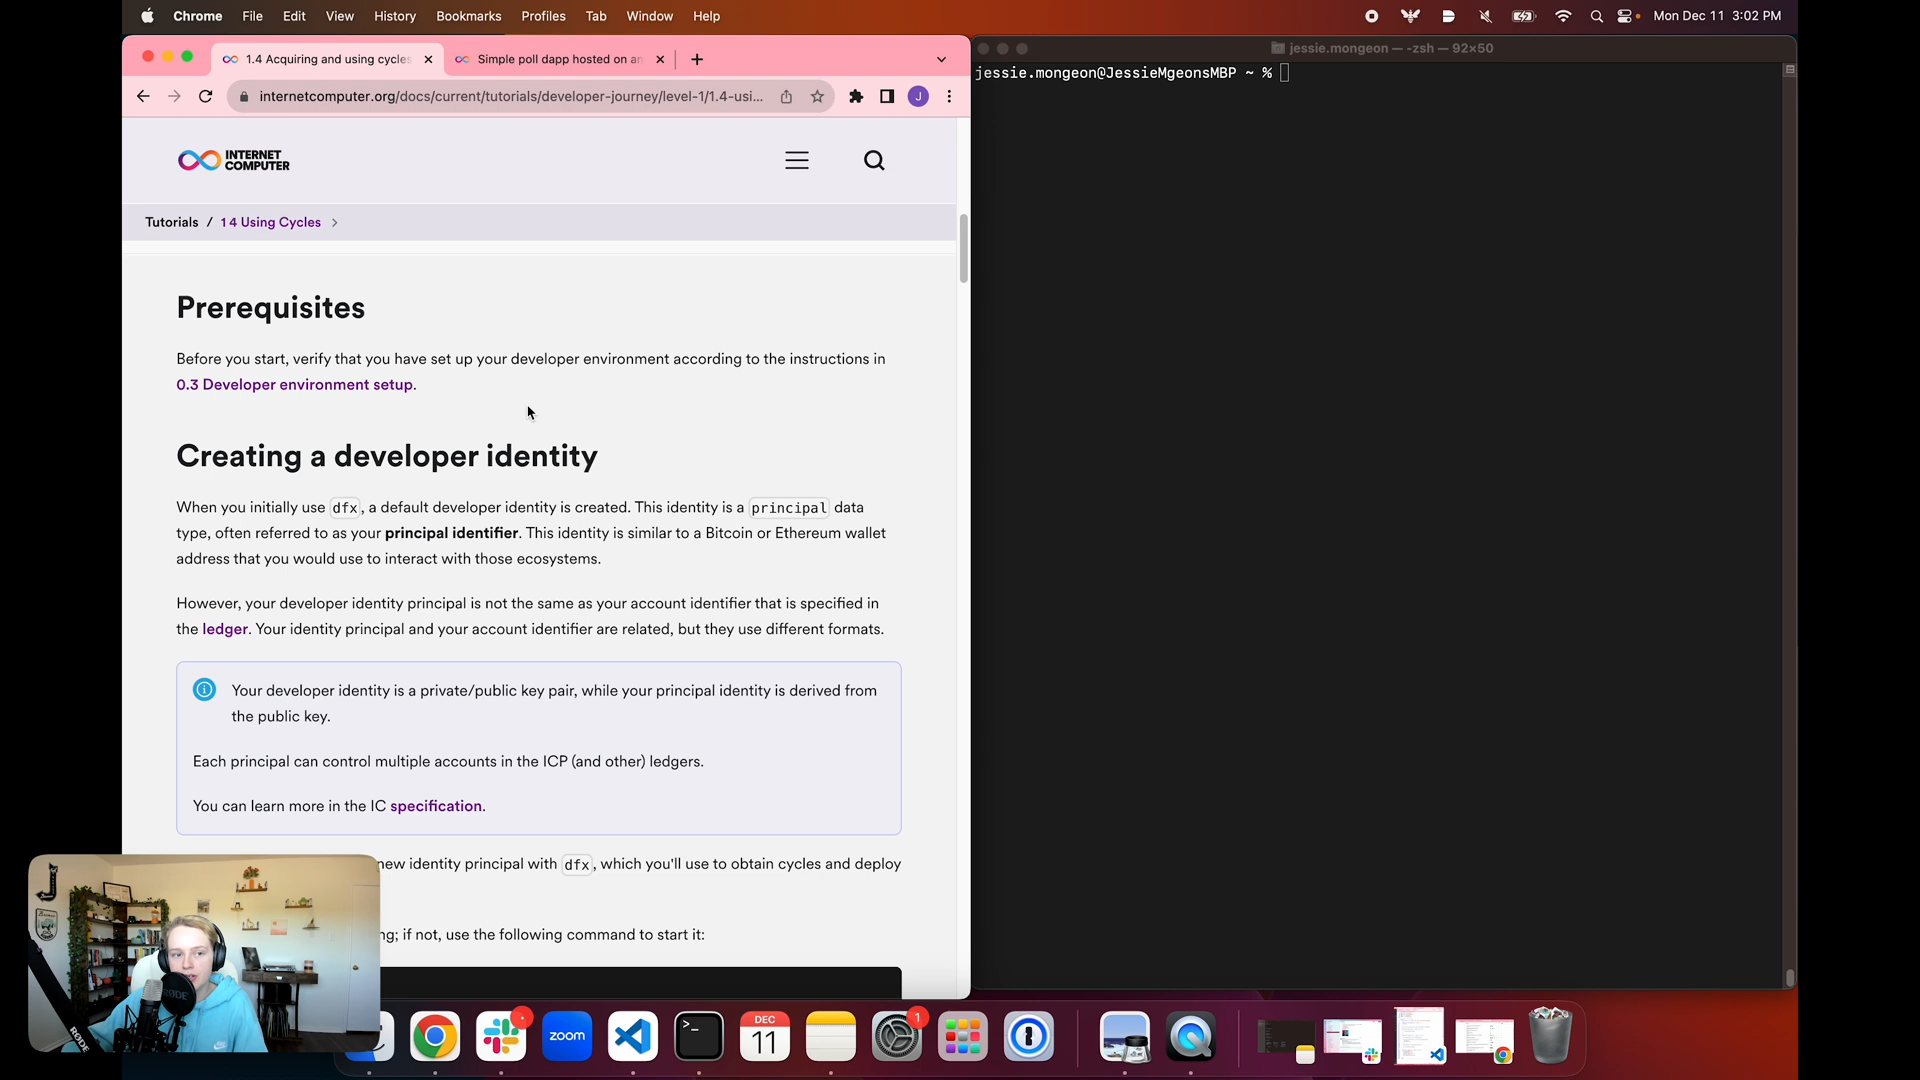 Chrome File Edit View History Bookmarks Profiles Tab Window Help
Mon Dec 11 3:02 PM
1.4 Acquiring and using cycles
Simple poll dapp hosted on an
internetcomputer.org/docs/current/tutorials/developer-journey/level-1/1.4-usi...
J
INTERNET
COMPUTER
Tutorials / 1 4 Using Cycles >
Prerequisites
Before you start, verify that you have set up your developer environment according to the instructions in
0.3 Developer environment setup.
Creating a developer identity
When you initially use dfx, a default developer identity is created. This identity is a principal data
type, often referred to as your principal identifier. This identity is similar to a Bitcoin or Ethereum wallet
address that you would use to interact with those ecosystems.
However, your developer identity principal is not the same as your account identifier that is specified in
the ledger. Your identity principal and your account identifier are related, but they use different formats.
Your developer identity is a private/public key pair, while your principal identity is derived from
the public key.
Each principal can control multiple accounts in the ICP (and other) ledgers.
You can learn more in the IC specification.
new identity principal with dfx, which you'll use to obtain cycles and deploy
ng; if not, use the following command to start it:
jessie.mongeon — -zsh — 92×50
jessie.mongeon@JessieMgeonsMBP ~ %
RØDE
RØDE
zoom
>_
DEC
11
1